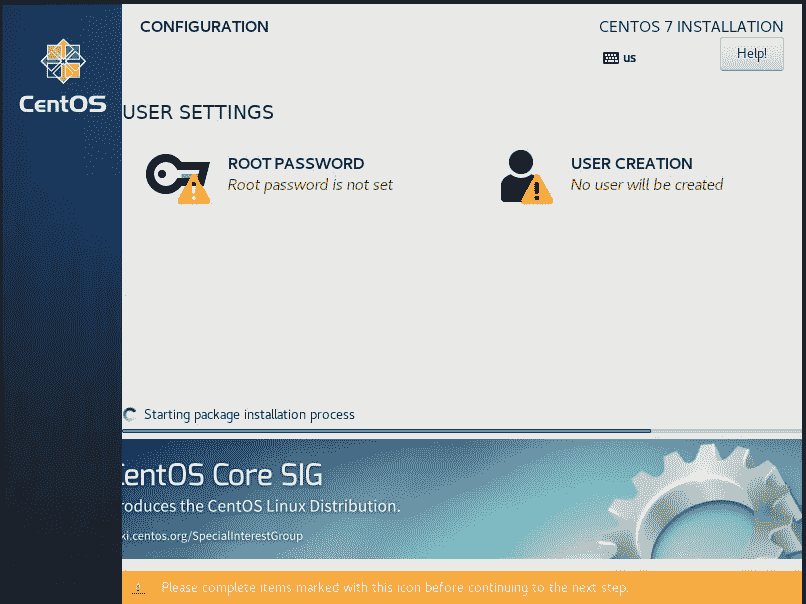 CONFIGURATION
CENTOS 7 INSTALLATION
us
Help!
CentOS
USER SETTINGS
ROOT PASSWORD
Root password is not set
USER CREATION
No user will be created
Starting package installation process
entOS Core SIG
roduces the CentOS Linux Distribution.
ki.centos.org/SpecialInterestGroup
Please complete items marked with this icon before continuing to the next step.